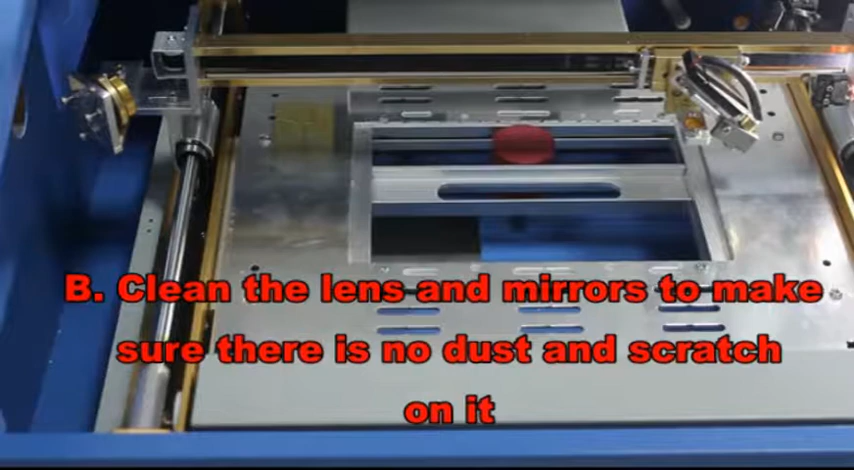 B. Clean the lens and mirrors to make
sure there is no dust and scratch
on it